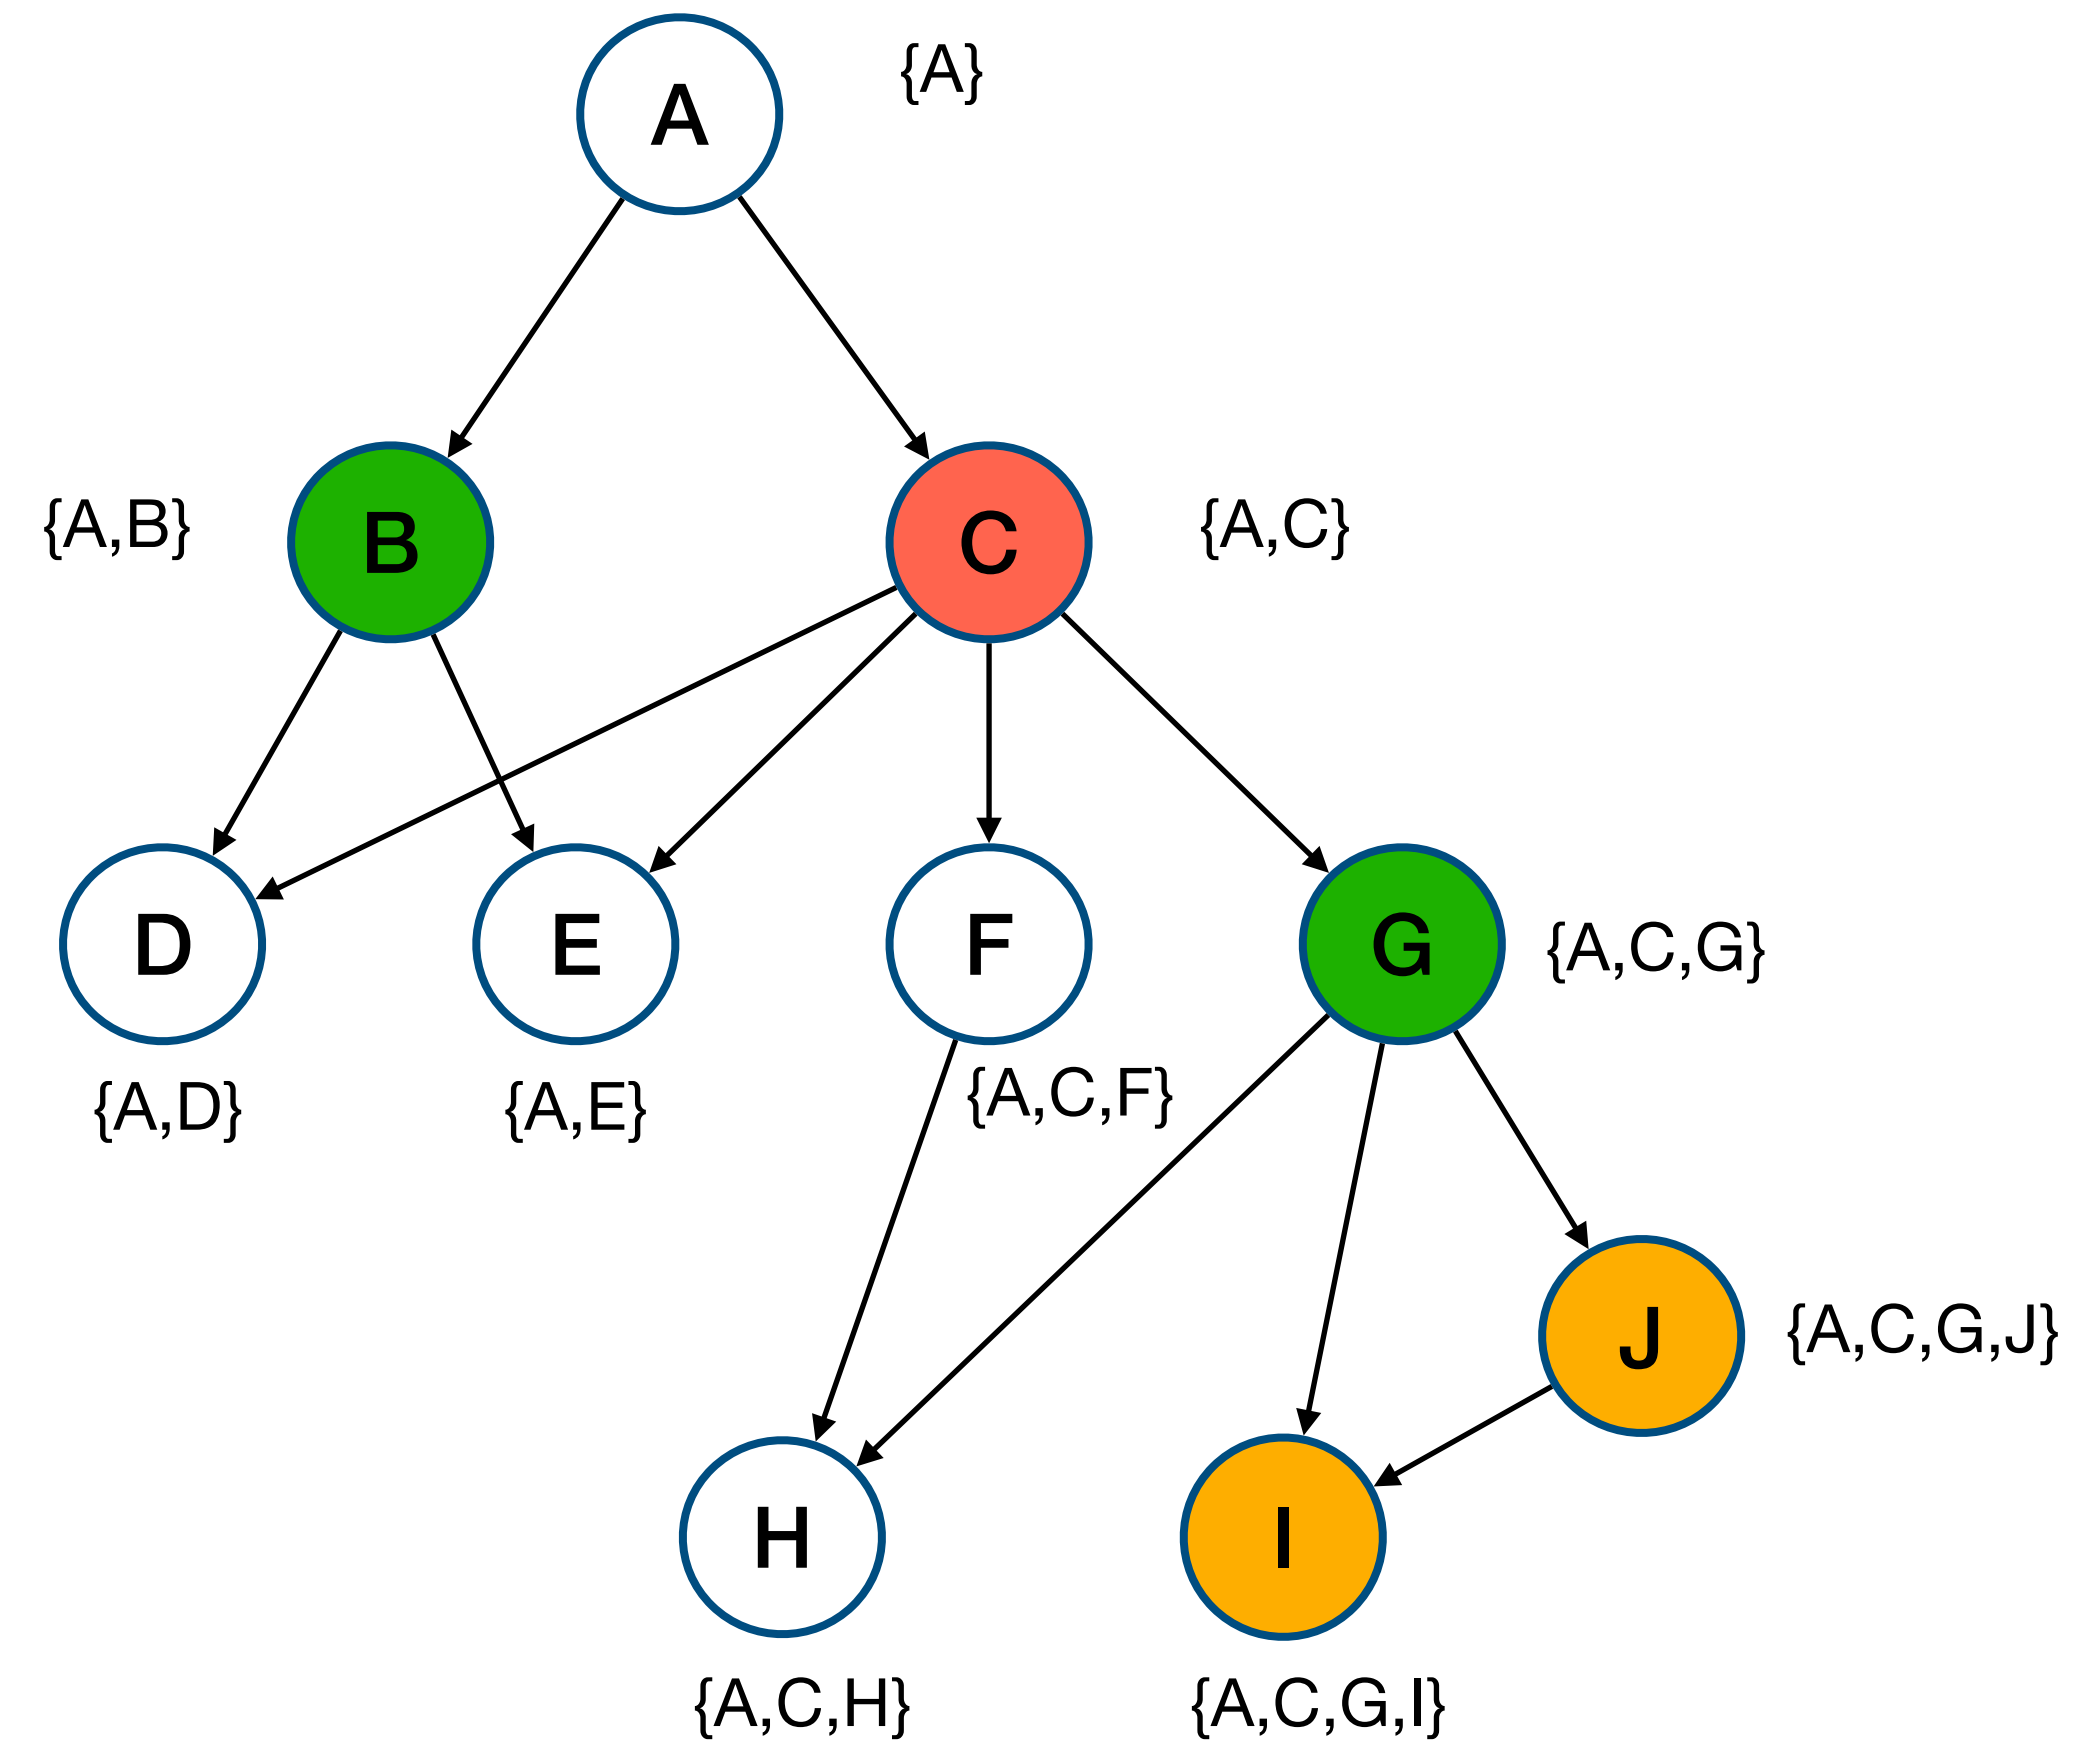 A
{A}
{A,B}
B
C
{A,C}
D
E
F
G
{A,C,G}
{A,D}
{A,E}
{A,C,F}
J
{A,C,G,J}
H
I
{A,C,H}
{A,C,G,I}